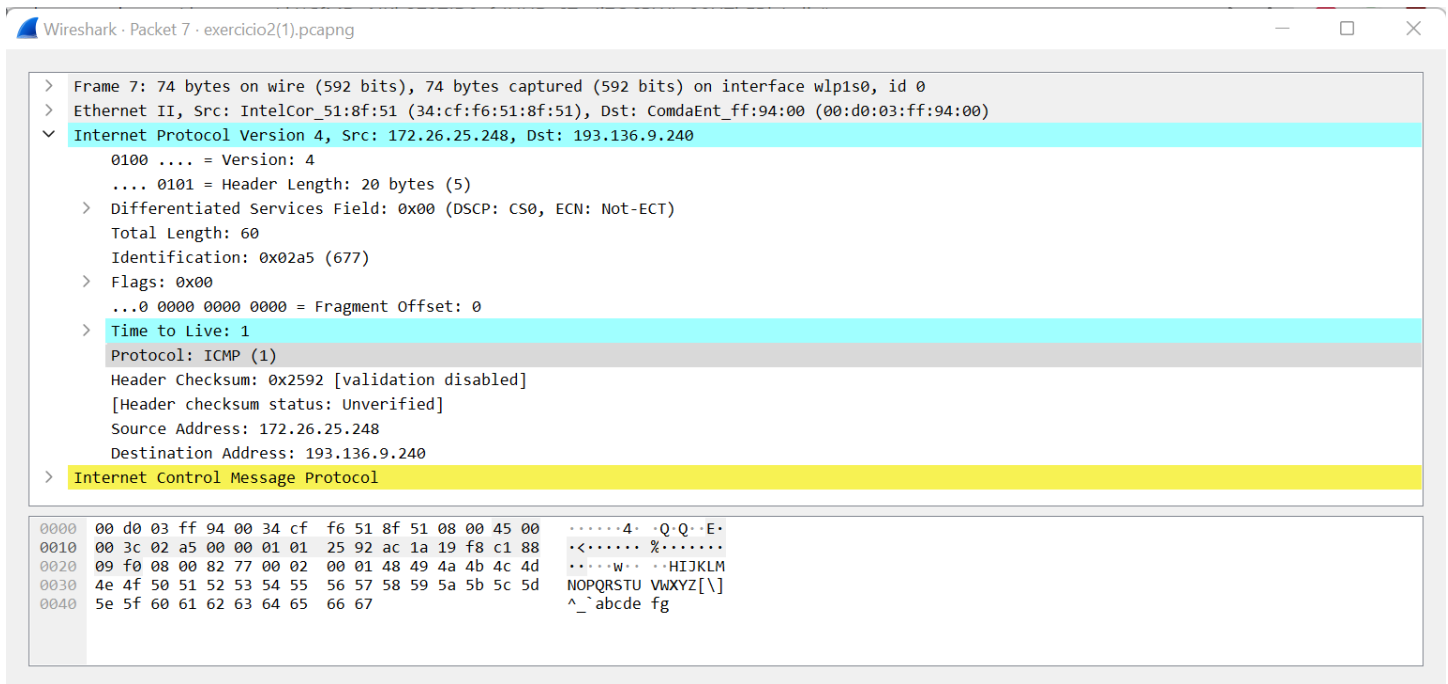 Wireshark · Packet 7 · exercicio2(1).pcapng
Frame 7: 74 bytes on wire (592 bits), 74 bytes captured (592 bits) on interface wlp1s0, id 0
Ethernet II, Src: IntelCor_51:8f:51 (34:cf:f6:51:8f:51), Dst: ComdaEnt_ff:94:00 (00:d0:03:ff:94:00)
Internet Protocol Version 4, Src: 172.26.25.248, Dst: 193.136.9.240
0100 .... = Version: 4
.... 0101 = Header Length: 20 bytes (5)
Differentiated Services Field: 0x00 (DSCP: CS0, ECN: Not-ECT)
Total Length: 60
Identification: 0x02a5 (677)
Flags: 0x00
...0 0000 0000 0000 = Fragment Offset: 0
Time to Live: 1
Protocol: ICMP (1)
Header Checksum: 0x2592 [validation disabled]
[Header checksum status: Unverified]
Source Address: 172.26.25.248
Destination Address: 193.136.9.240
Internet Control Message Protocol
0000 00 d0 03 ff 94 00 34 cf f6 51 8f 51 08 00 45 00 ······4· ·Q·Q··E·
0010 00 3c 02 a5 00 00 01 01 25 92 ac 1a 19 f8 c1 88 ·<······ %·······
0020 09 f0 08 00 82 77 00 02 00 01 48 49 4a 4b 4c 4d ·····w·· ··HIJKLM
0030 4e 4f 50 51 52 53 54 55 56 57 58 59 5a 5b 5c 5d NOPQRSTU VWXYZ[\]
0040 5e 5f 60 61 62 63 64 65 66 67 ^_`abcde fg